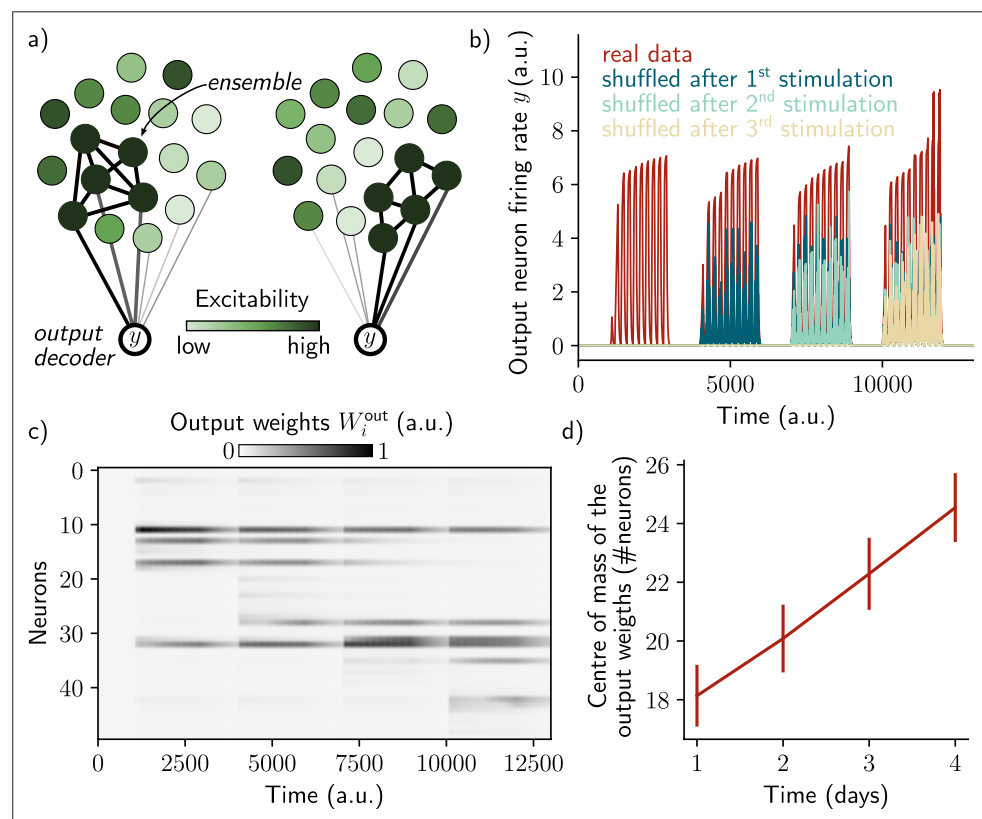 a)
ensemble
Excitability
low high
output
decoder
y
y
b)
Output neuron firing rate y (a.u.)
real data
shuffled after 1st stimulation
shuffled after 2nd stimulation
shuffled after 3rd stimulation
10
8
6
4
2
0
0 5000 10000
Time (a.u.)
c)
Output weights W_i^out (a.u.)
0 1
Neurons
0
10
20
30
40
0 2500 5000 7500 10000 12500
Time (a.u.)
d)
Centre of mass of the
output weigths (#neurons)
26
24
22
20
18
1 2 3 4
Time (days)